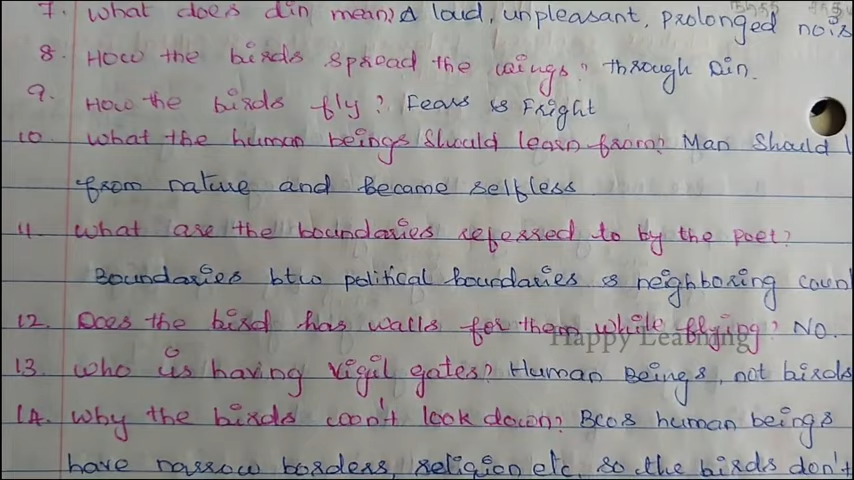 7. What does din mean? A loud, unpleasant, prolonged nois
8. How the birds spread the wings? Through Din.
9. How the birds fly? Fears is Fright
10. What the human beings should learn from? Man should l
from nature and became selfless
11. What are the boundaries referred to by the poet?
Boundaries btw political boundaries is neighboring coun
12. Does the bird has walls for them while flying? No.
Happy Learning
13. Who is having vigil gates? Human Beings, not birds
14. Why the birds won't look down? Bcos human beings
have narrow borders, religion etc, so the birds don't